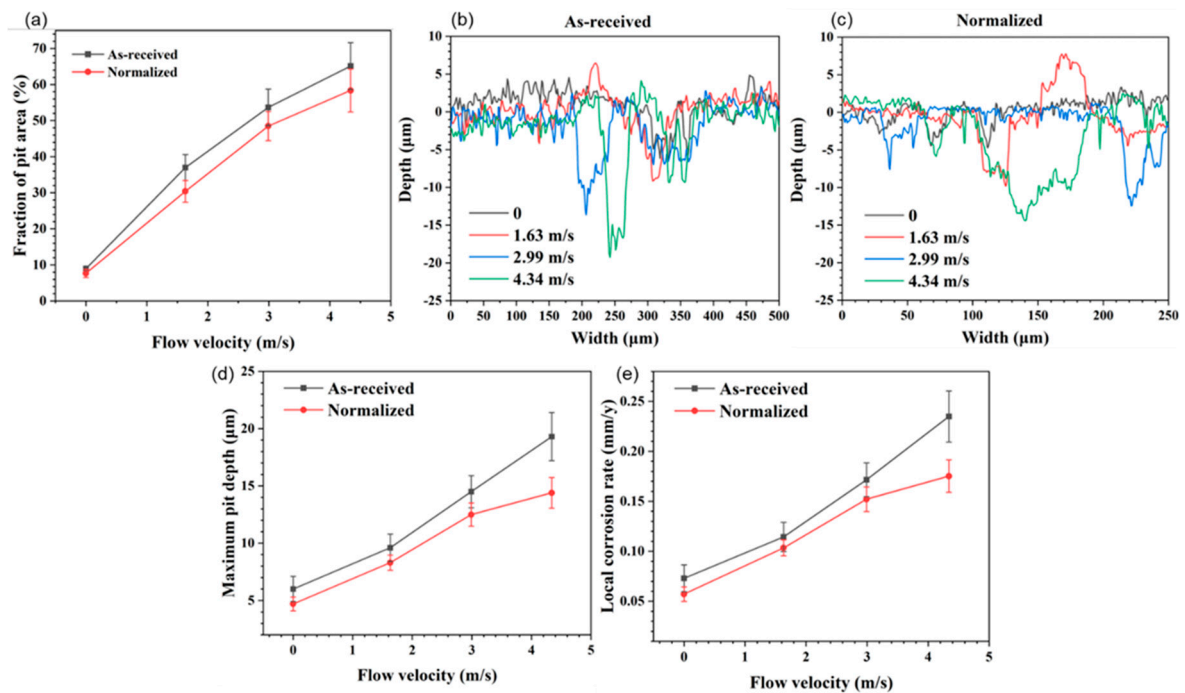 (a)
As-received
Normalized
Fraction of pit area (%)
70
60
50
40
30
20
10
0
0 1 2 3 4 5
Flow velocity (m/s)
(b)
As-received
Depth (μm)
10
5
0
-5
-10
-15
-20
-25
0
1.63 m/s
2.99 m/s
4.34 m/s
0 50 100 150 200 250 300 350 400 450 500
Width (μm)
(c)
Normalized
Depth (μm)
10
5
0
-5
-10
-15
-20
-25
0
1.63 m/s
2.99 m/s
4.34 m/s
0 50 100 150 200 250
Width (μm)
(d)
As-received
Normalized
Maximum pit depth (μm)
25
20
15
10
5
0 1 2 3 4 5
Flow velocity (m/s)
(e)
As-received
Normalized
Local corrosion rate (mm/y)
0.25
0.20
0.15
0.10
0.05
0 1 2 3 4 5
Flow velocity (m/s)